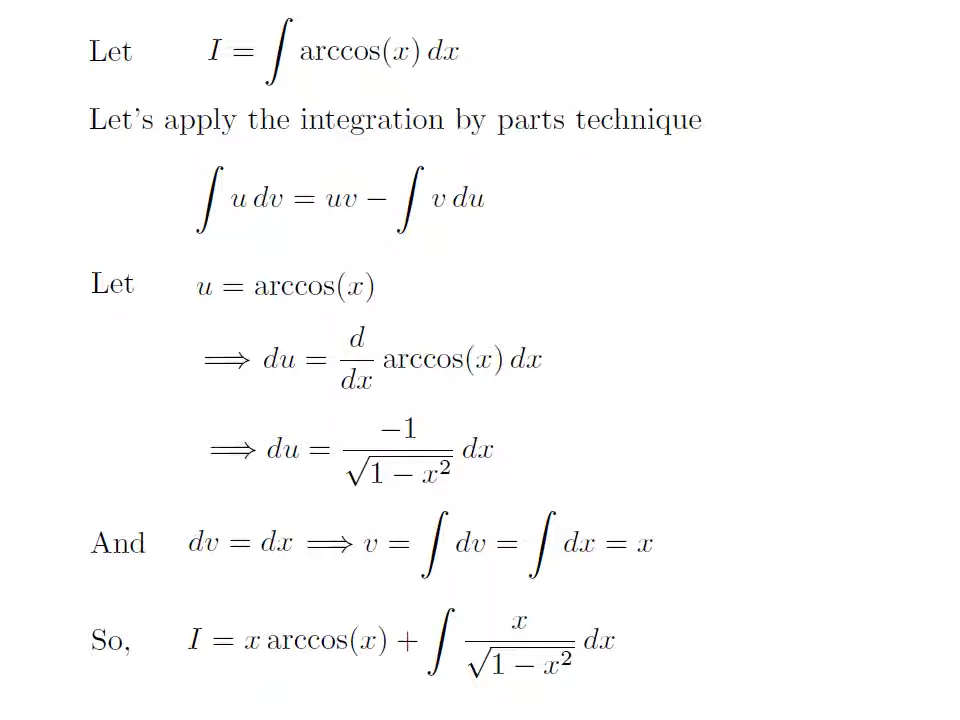 Let I = ∫ arccos(x) dx
Let's apply the integration by parts technique
∫ u dv = uv − ∫ v du
Let u = arccos(x)
⟹ du = d/dx arccos(x) dx
⟹ du = −1/√(1 − x²) dx
And dv = dx ⟹ v = ∫ dv = ∫ dx = x
So, I = x arccos(x) + ∫ x/√(1 − x²) dx